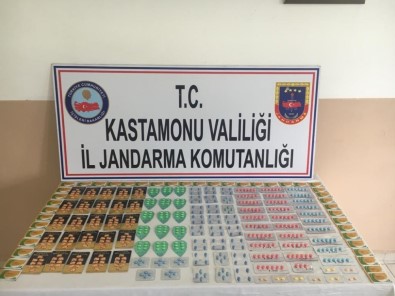 T.C.
KASTAMONU VALİLİĞİ
İL JANDARMA KOMUTANLIĞI